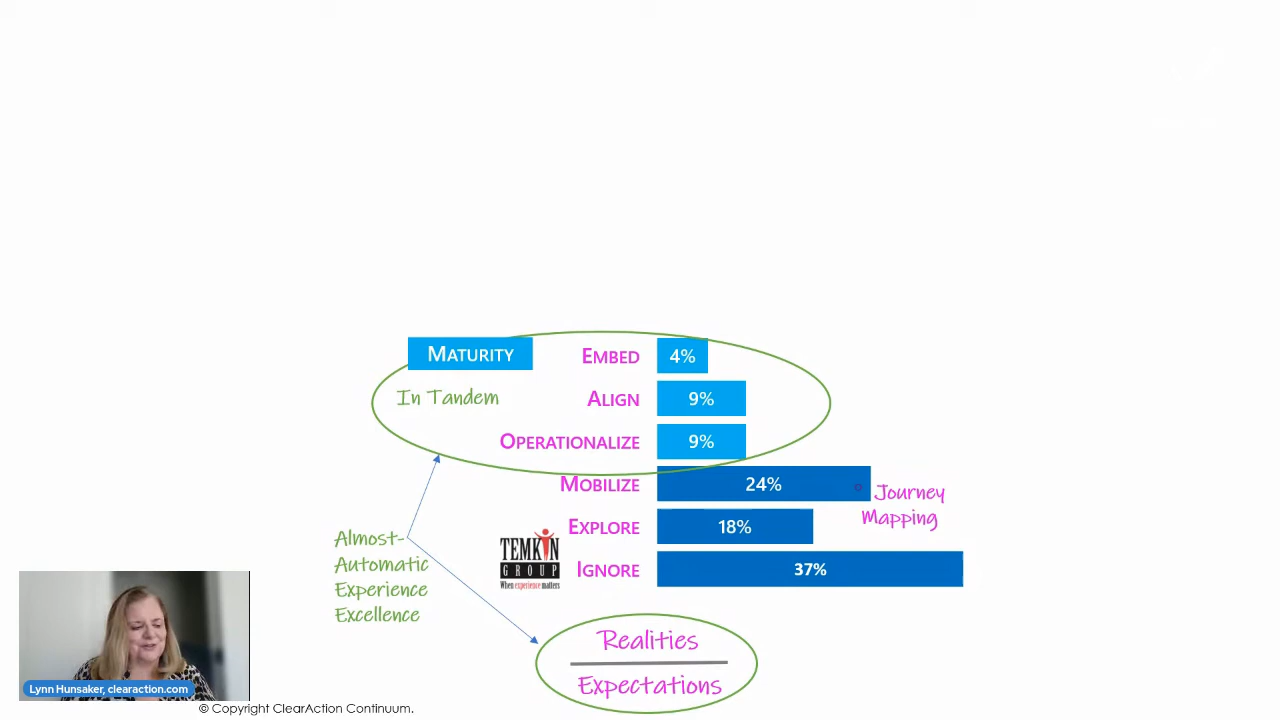 MATURITY
EMBED 4%
In Tandem
ALIGN 9%
OPERATIONALIZE 9%
MOBILIZE 24%
Journey
Mapping
EXPLORE 18%
TEMKIN
GROUP
When experience matters
IGNORE 37%
Almost-
Automatic
Experience
Excellence
Realities
Expectations
Lynn Hunsaker, clearaction.com
© Copyright ClearAction Continuum.